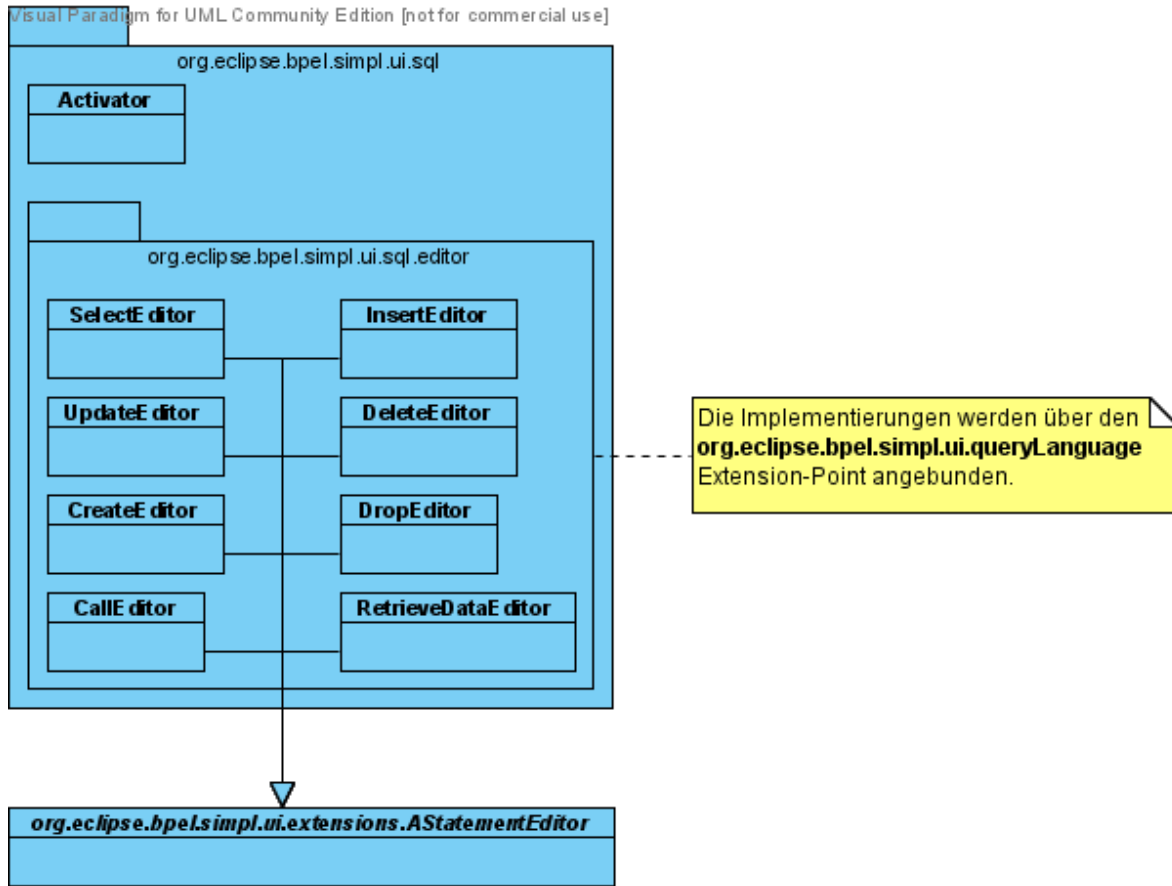 Visual Paradigm for UML Community Edition [not for commercial use]
org.eclipse.bpel.simpl.ui.sql
Activator
org.eclipse.bpel.simpl.ui.sql.editor
SelectEditor
InsertEditor
UpdateEditor
DeleteEditor
CreateEditor
DropEditor
CallEditor
RetrieveDataEditor
Die Implementierungen werden über den
org.eclipse.bpel.simpl.ui.queryLanguage
Extension-Point angebunden.
org.eclipse.bpel.simpl.ui.extensions.AStatementEditor